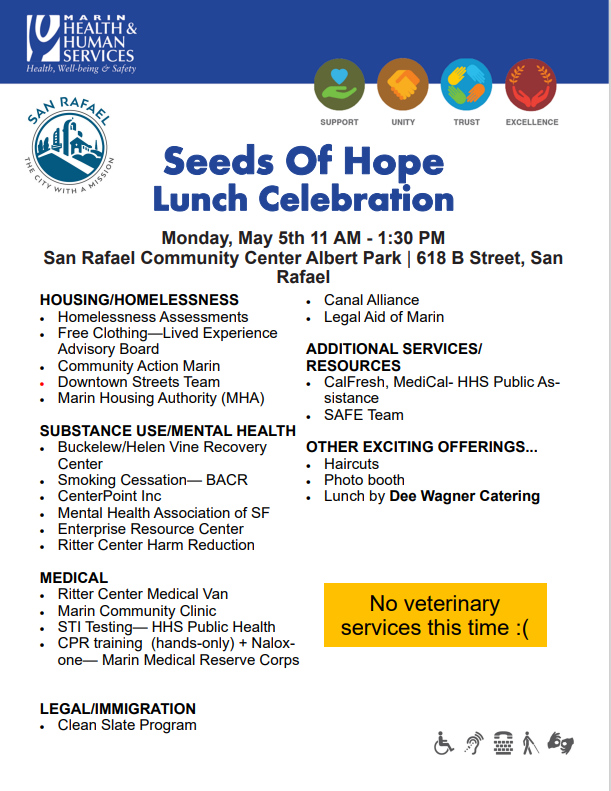 MARIN
HEALTH &
HUMAN
SERVICES
Health, Well-being & Safety
SUPPORT
UNITY
TRUST
EXCELLENCE
SAN RAFAEL
THE CITY WITH A MISSION
Seeds Of Hope
Lunch Celebration
Monday, May 5th 11 AM - 1:30 PM
San Rafael Community Center Albert Park | 618 B Street, San
Rafael
HOUSING/HOMELESSNESS
• Homelessness Assessments
• Free Clothing—Lived Experience
Advisory Board
• Community Action Marin
• Downtown Streets Team
• Marin Housing Authority (MHA)
SUBSTANCE USE/MENTAL HEALTH
• Buckelew/Helen Vine Recovery
Center
• Smoking Cessation— BACR
• CenterPoint Inc
• Mental Health Association of SF
• Enterprise Resource Center
• Ritter Center Harm Reduction
MEDICAL
• Ritter Center Medical Van
• Marin Community Clinic
• STI Testing— HHS Public Health
• CPR training (hands-only) + Nalox-
one— Marin Medical Reserve Corps
LEGAL/IMMIGRATION
• Clean Slate Program
• Canal Alliance
• Legal Aid of Marin
ADDITIONAL SERVICES/
RESOURCES
• CalFresh, MediCal- HHS Public As-
sistance
• SAFE Team
OTHER EXCITING OFFERINGS...
• Haircuts
• Photo booth
• Lunch by Dee Wagner Catering
No veterinary
services this time :(